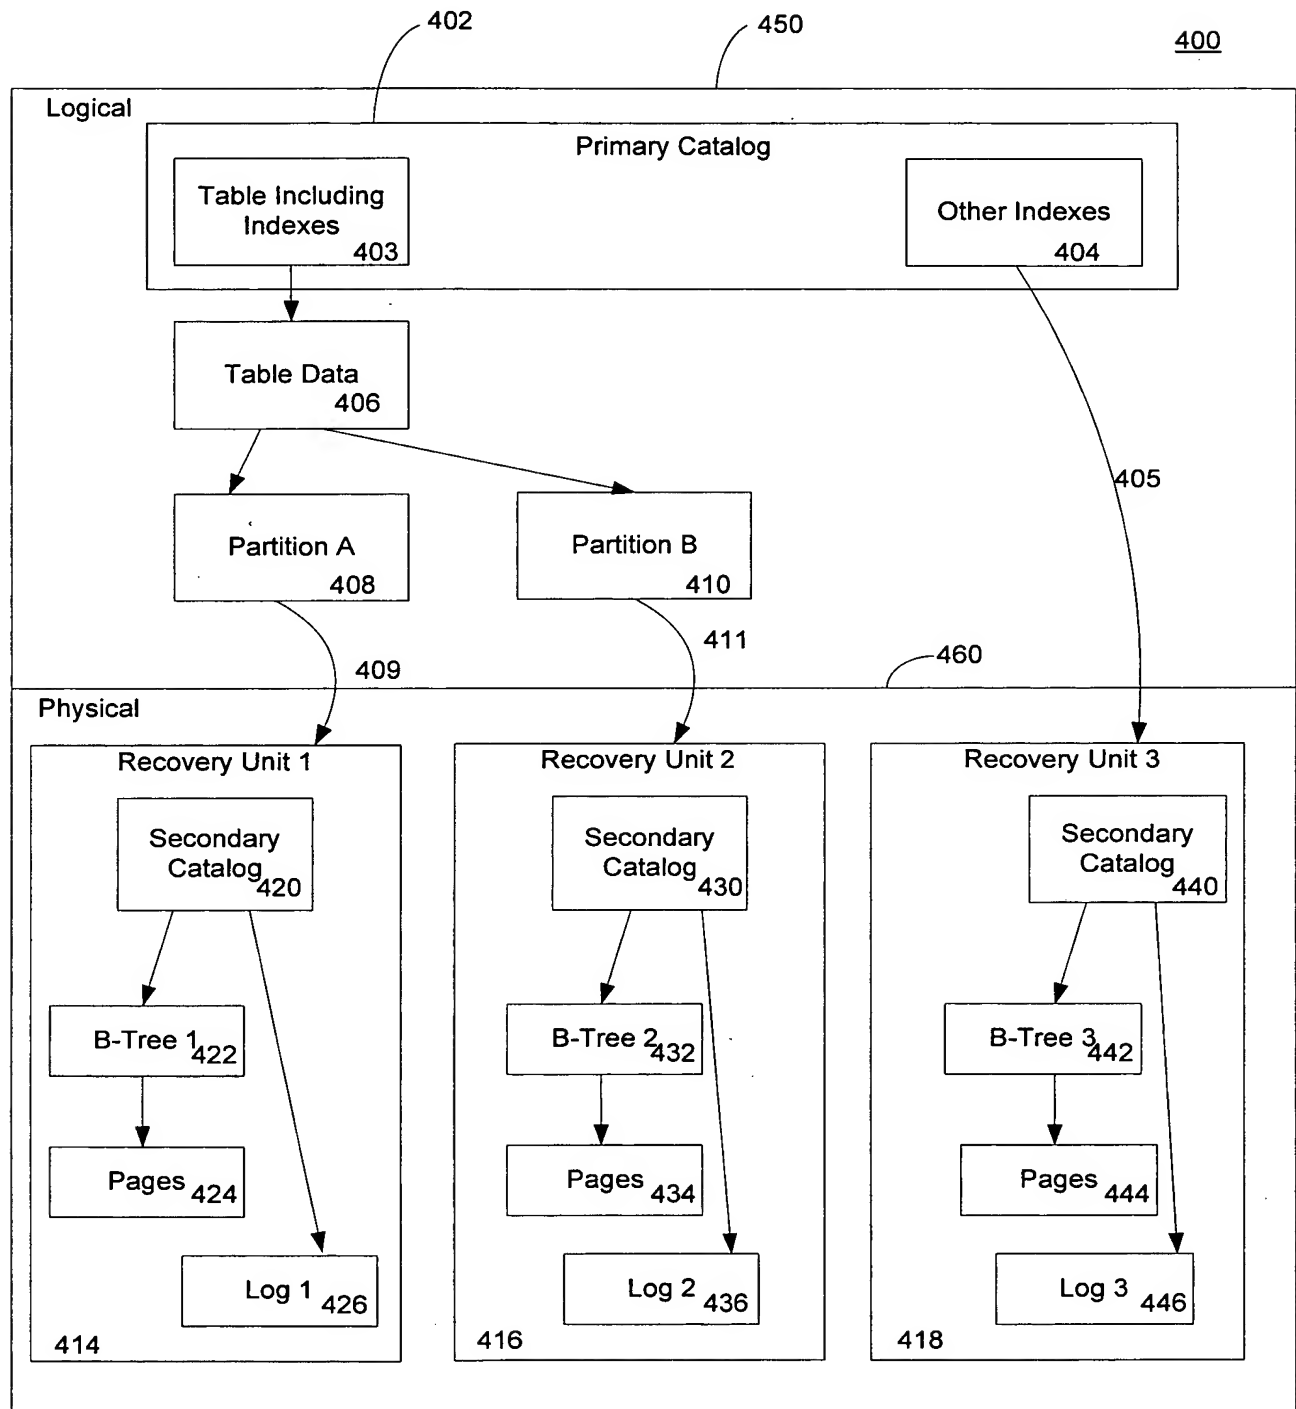 402
450
400
Logical
Primary Catalog
Table Including
Indexes
403
Other Indexes
404
Table Data
406
405
Partition A
408
Partition B
410
409
411
460
Physical
Recovery Unit 1
Secondary
Catalog
420
B-Tree 1
422
Pages
424
Log 1
426
414
Recovery Unit 2
Secondary
Catalog
430
B-Tree 2
432
Pages
434
Log 2
436
416
Recovery Unit 3
Secondary
Catalog
440
B-Tree 3
442
Pages
444
Log 3
446
418